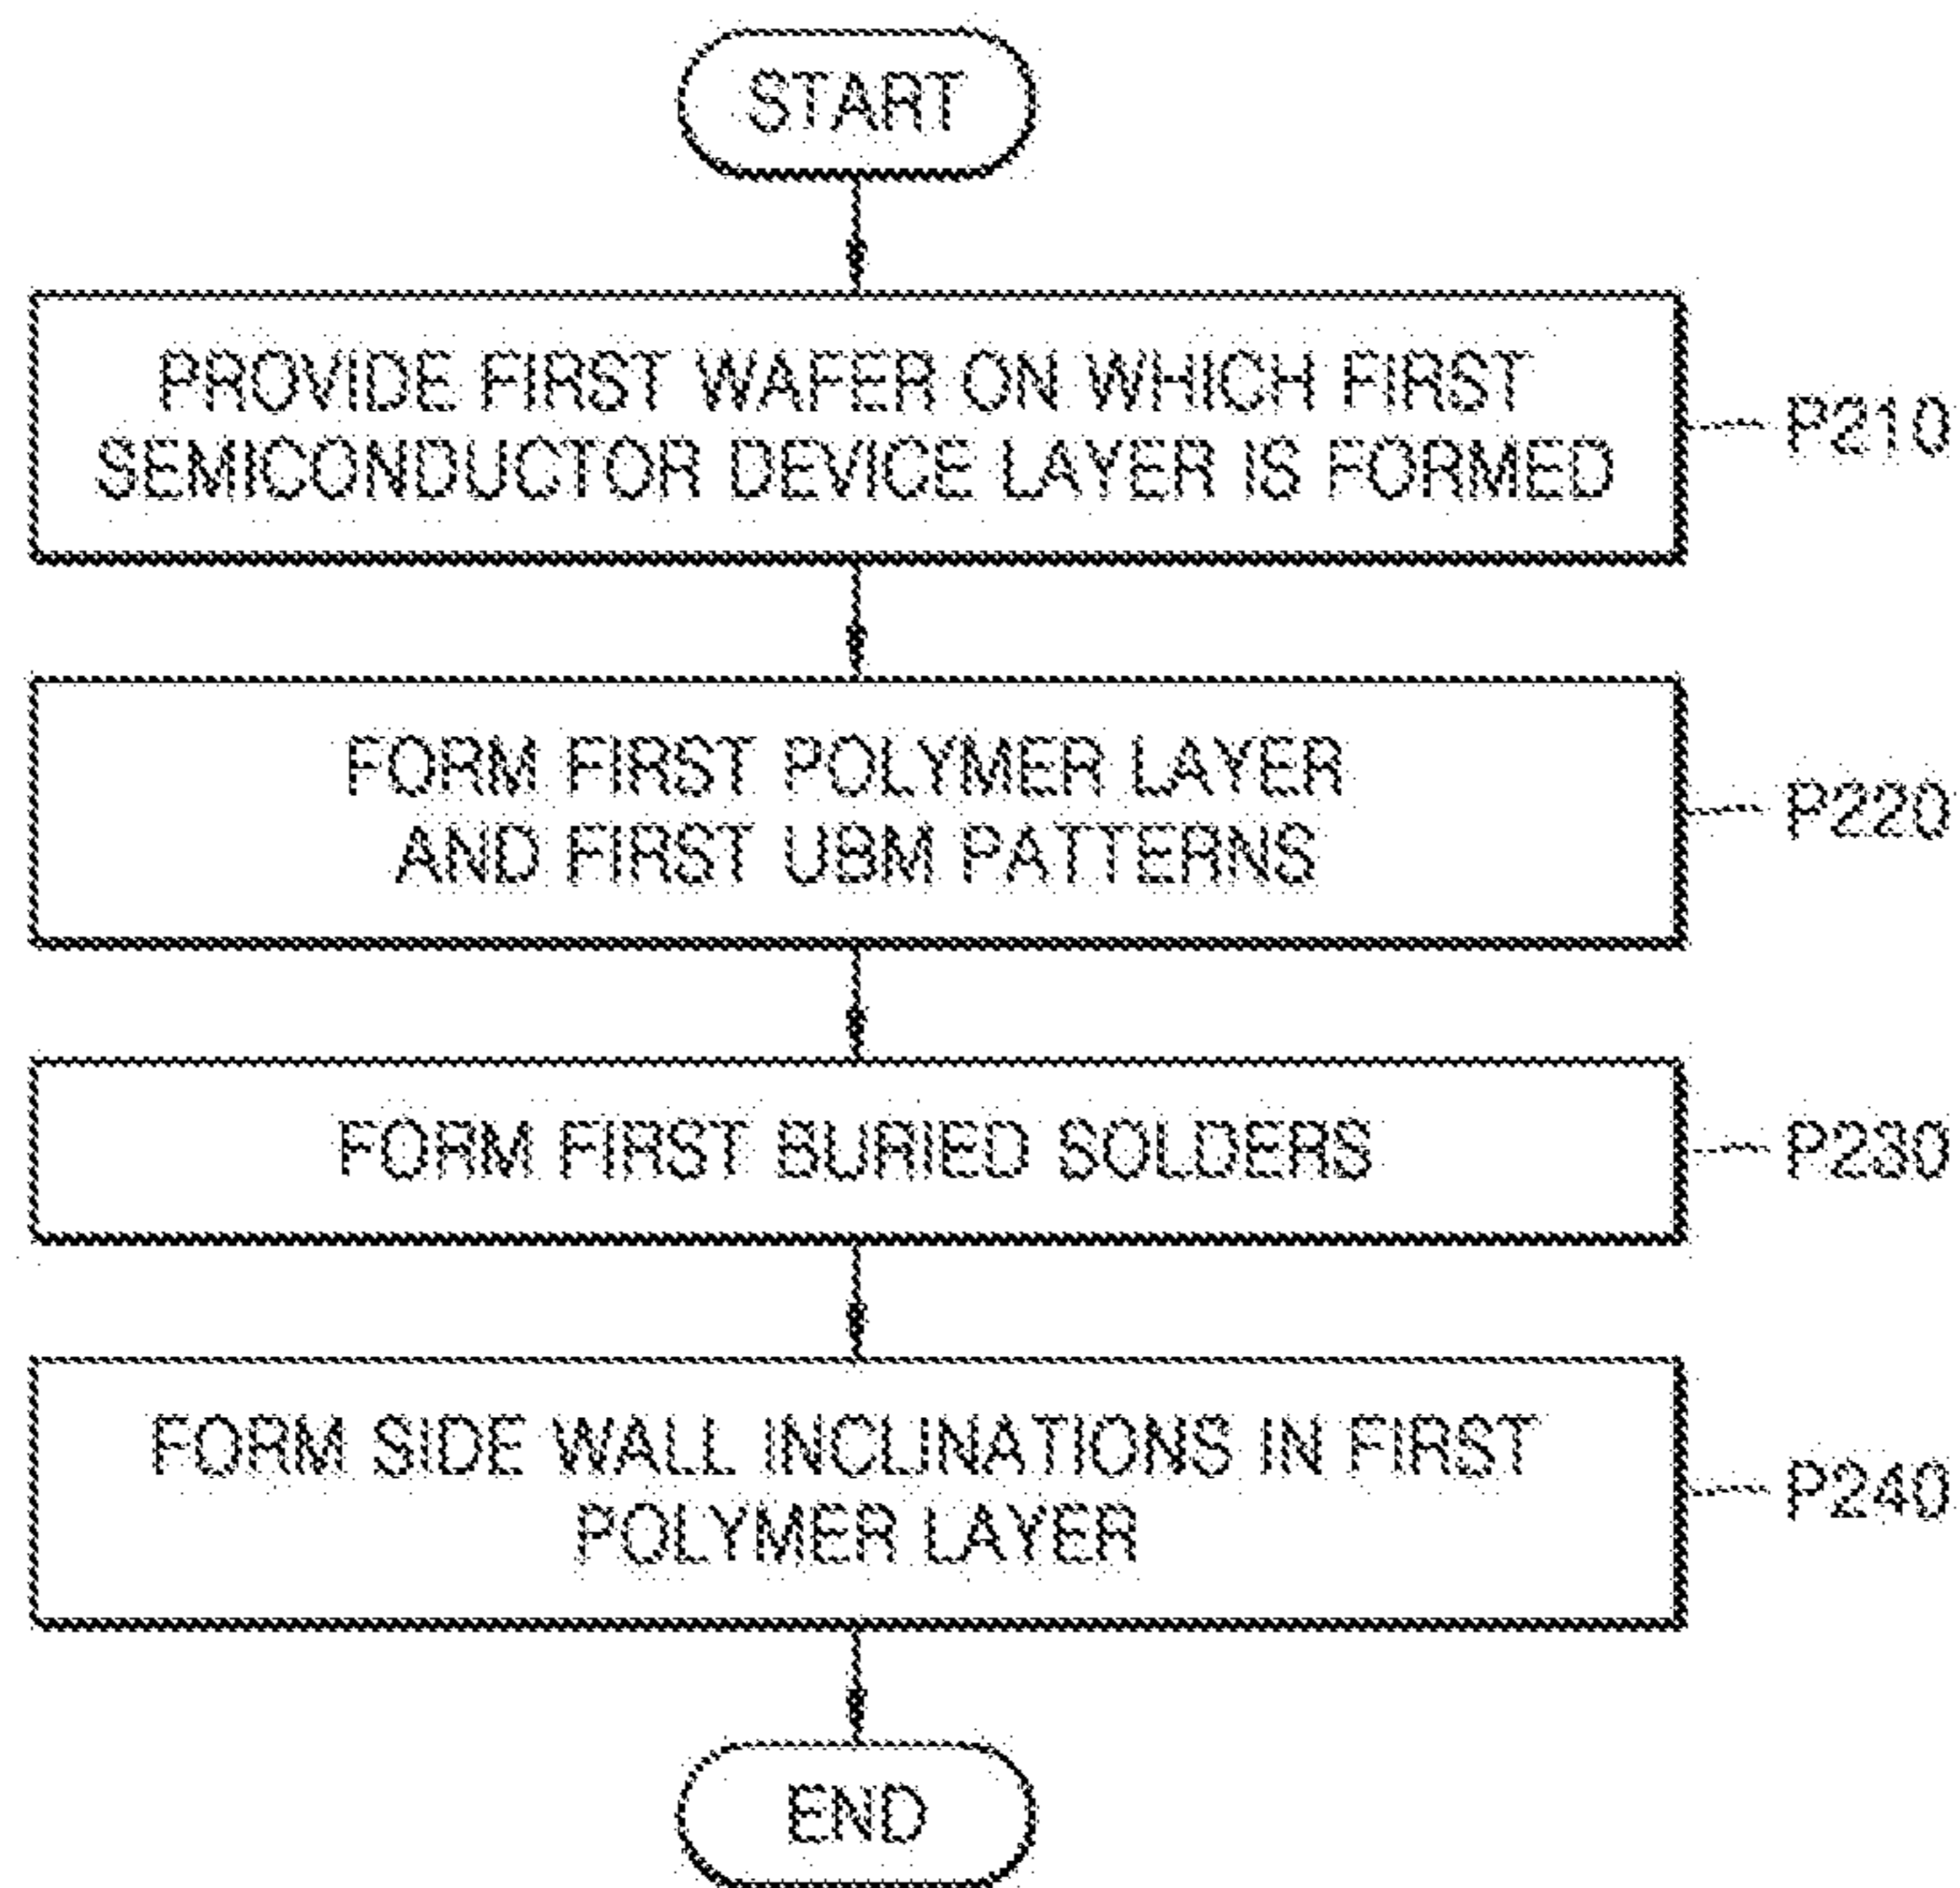 START
PROVIDE FIRST WAFER ON WHICH FIRST
SEMICONDUCTOR DEVICE LAYER IS FORMED
P210
FORM FIRST POLYMER LAYER
AND FIRST UBM PATTERNS
P220
FORM FIRST BURIED SOLDERS
P230
FORM SIDE WALL INCLINATIONS IN FIRST
POLYMER LAYER
P240
END